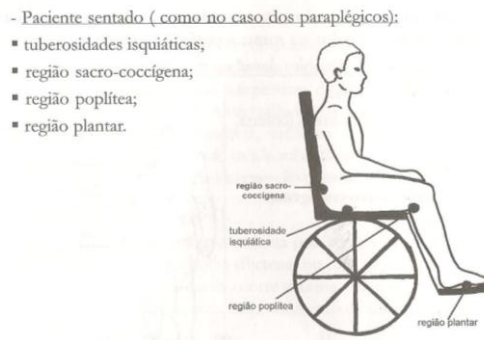 - Paciente sentado ( como no caso dos paraplégicos):
▪ tuberosidades isquiáticas;
▪ região sacro-coccígena;
▪ região poplítea;
▪ região plantar.
região sacro-
coccigena
tuberosidade
isquiática
região poplítea
região plantar